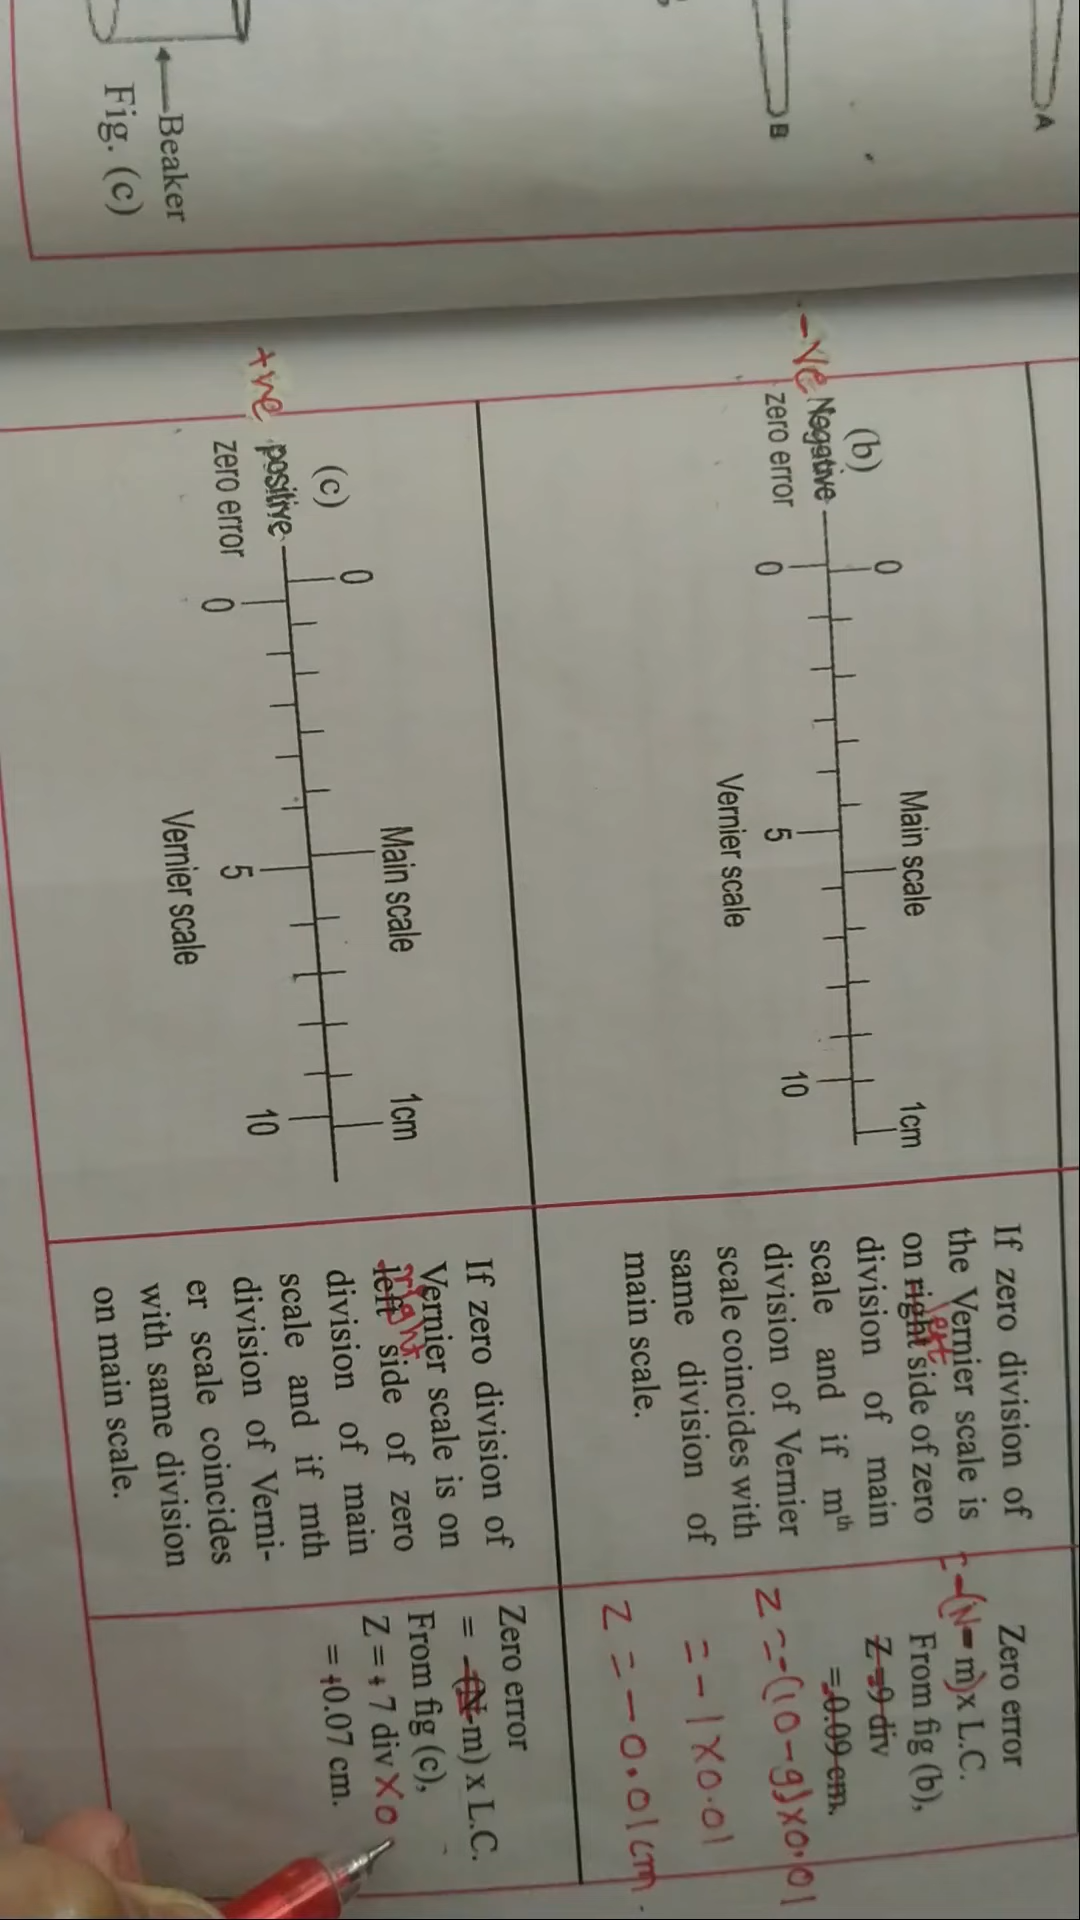 A
B
Beaker
Fig. (c)
-ve
(b)
Negative
zero error
0
Main scale
1cm
0
5
10
Vernier scale
If zero division of
the Vernier scale is
on right left side of zero
division of main
scale and if mth
division of Vernier
scale coincides with
same division of
main scale.
Zero error
= -(N-m) x L.C.
From fig (b),
Z = 9 div
= 0.09 cm.
Z = -(10-9) x 0.01
= -1 x 0.01
Z = -0.01 cm
+ve
(c)
positive
zero error
0
Main scale
1cm
0
5
10
Vernier scale
If zero division of
Vernier scale is on
left right side of zero
division of main
scale and if mth
division of Verni-
er scale coincides
with same division
on main scale.
Zero error
= (N-m) x L.C.
From fig (c),
Z = + 7 div x 0.
= +0.07 cm.